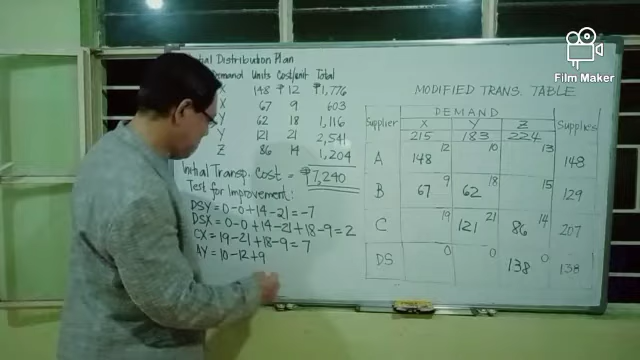 Film Maker
Initial Distribution Plan
Demand Units Cost/unit Total
X 148 ₱12 ₱1,776
X 67 9 603
Y 62 18 1,116
Y 121 21 2,541
Z 86 14 1,204
Initial Transp. Cost = ₱7,240
Test for Improvement:
DSY = 0-0+14-21 = -7
DSX = 0-0+14-21+18-9 = 2
CX = 19-21+18-9 = 7
AY = 10-12+9
MODIFIED TRANS. TABLE
Supplier DEMAND Supplies
X Y Z
215 183 224
A 148 12 10 13 148
B 67 9 62 18 15 129
C 19 121 21 86 14 207
DS 0 0 138 0 138